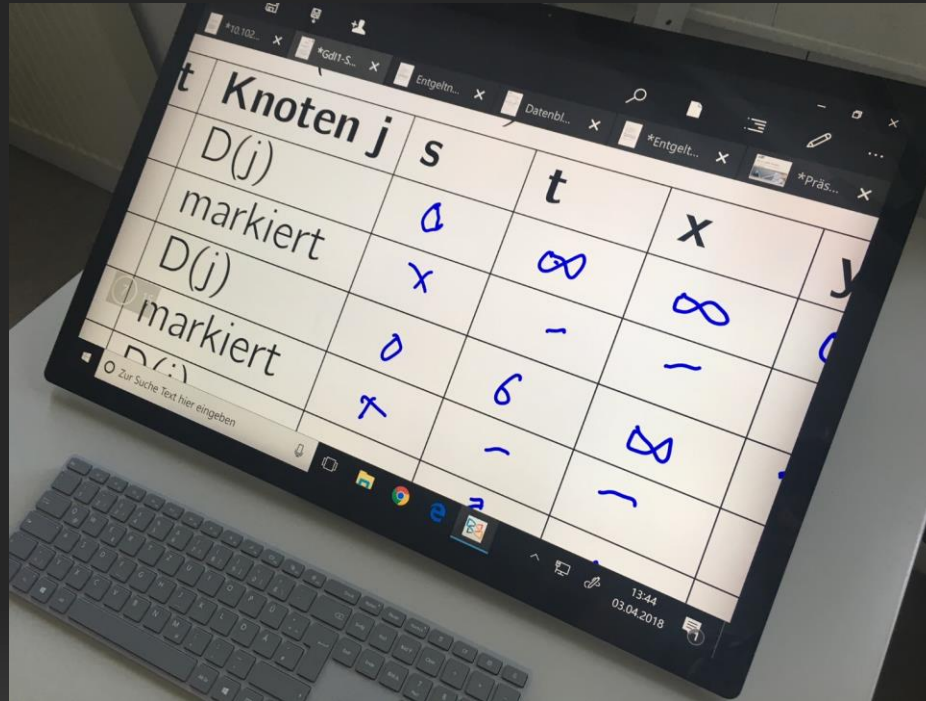 *10.102...
*Gdl1-S...
Entgeltn...
Datenbl...
*Entgelt...
*Präs...
t Knoten j s t x y
D(j) 0 ∞ ∞
markiert x - -
D(j) 0 6 ∞
markiert x - -
D(j)
Zur Suche Text hier eingeben
13:44
03.04.2018
1